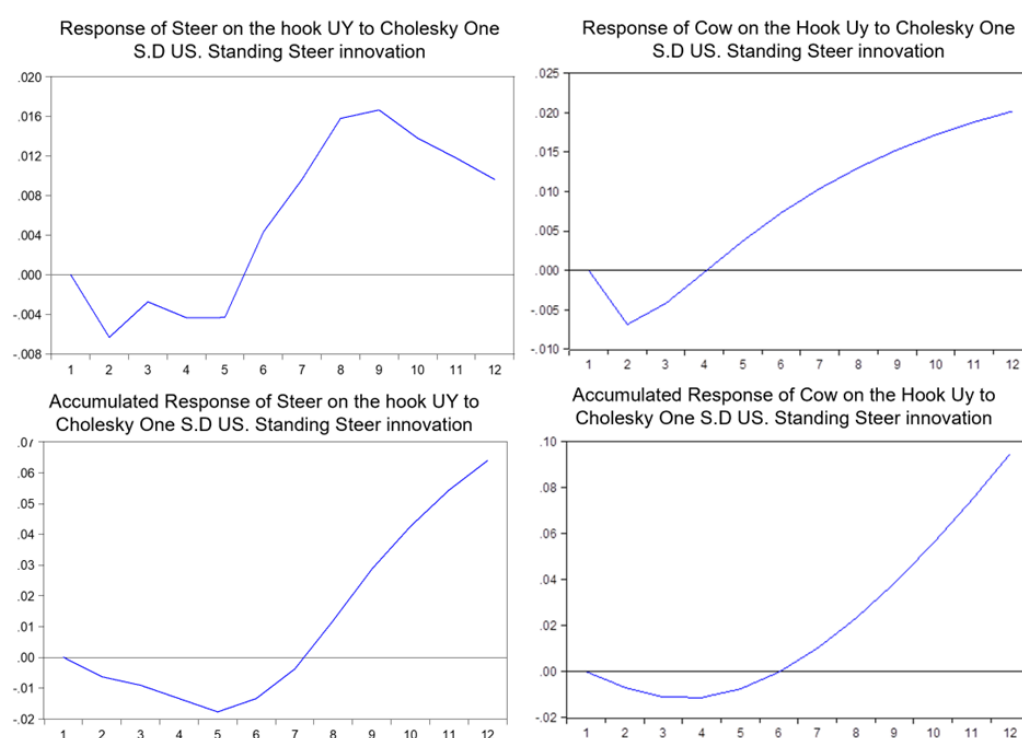 Response of Steer on the hook UY to Cholesky One
S.D US. Standing Steer innovation
.020
.016
.012
.008
.004
.000
-.004
-.008
1 2 3 4 5 6 7 8 9 10 11 12
Response of Cow on the Hook Uy to Cholesky One
S.D US. Standing Steer innovation
.025
.020
.015
.010
.005
.000
-.005
-.010
1 2 3 4 5 6 7 8 9 10 11 12
Accumulated Response of Steer on the hook UY to
Cholesky One S.D US. Standing Steer innovation
.07
.06
.05
.04
.03
.02
.01
.00
-.01
-.02
1 2 3 4 5 6 7 8 9 10 11 12
Accumulated Response of Cow on the Hook Uy to
Cholesky One S.D US. Standing Steer innovation
.10
.08
.06
.04
.02
.00
-.02
1 2 3 4 5 6 7 8 9 10 11 12